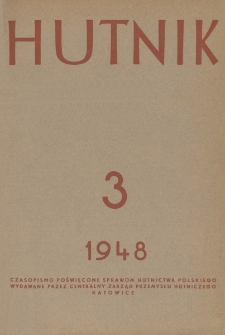 HUTNIK
3
1948
CZASOPISMO POŚWIĘCONE SPRAWOM HUTNICTWA POLSKIEGO
WYDAWANE PRZEZ CENTRALNY ZARZĄD PRZEMYSŁU HUTNICZEGO
KATOWICE